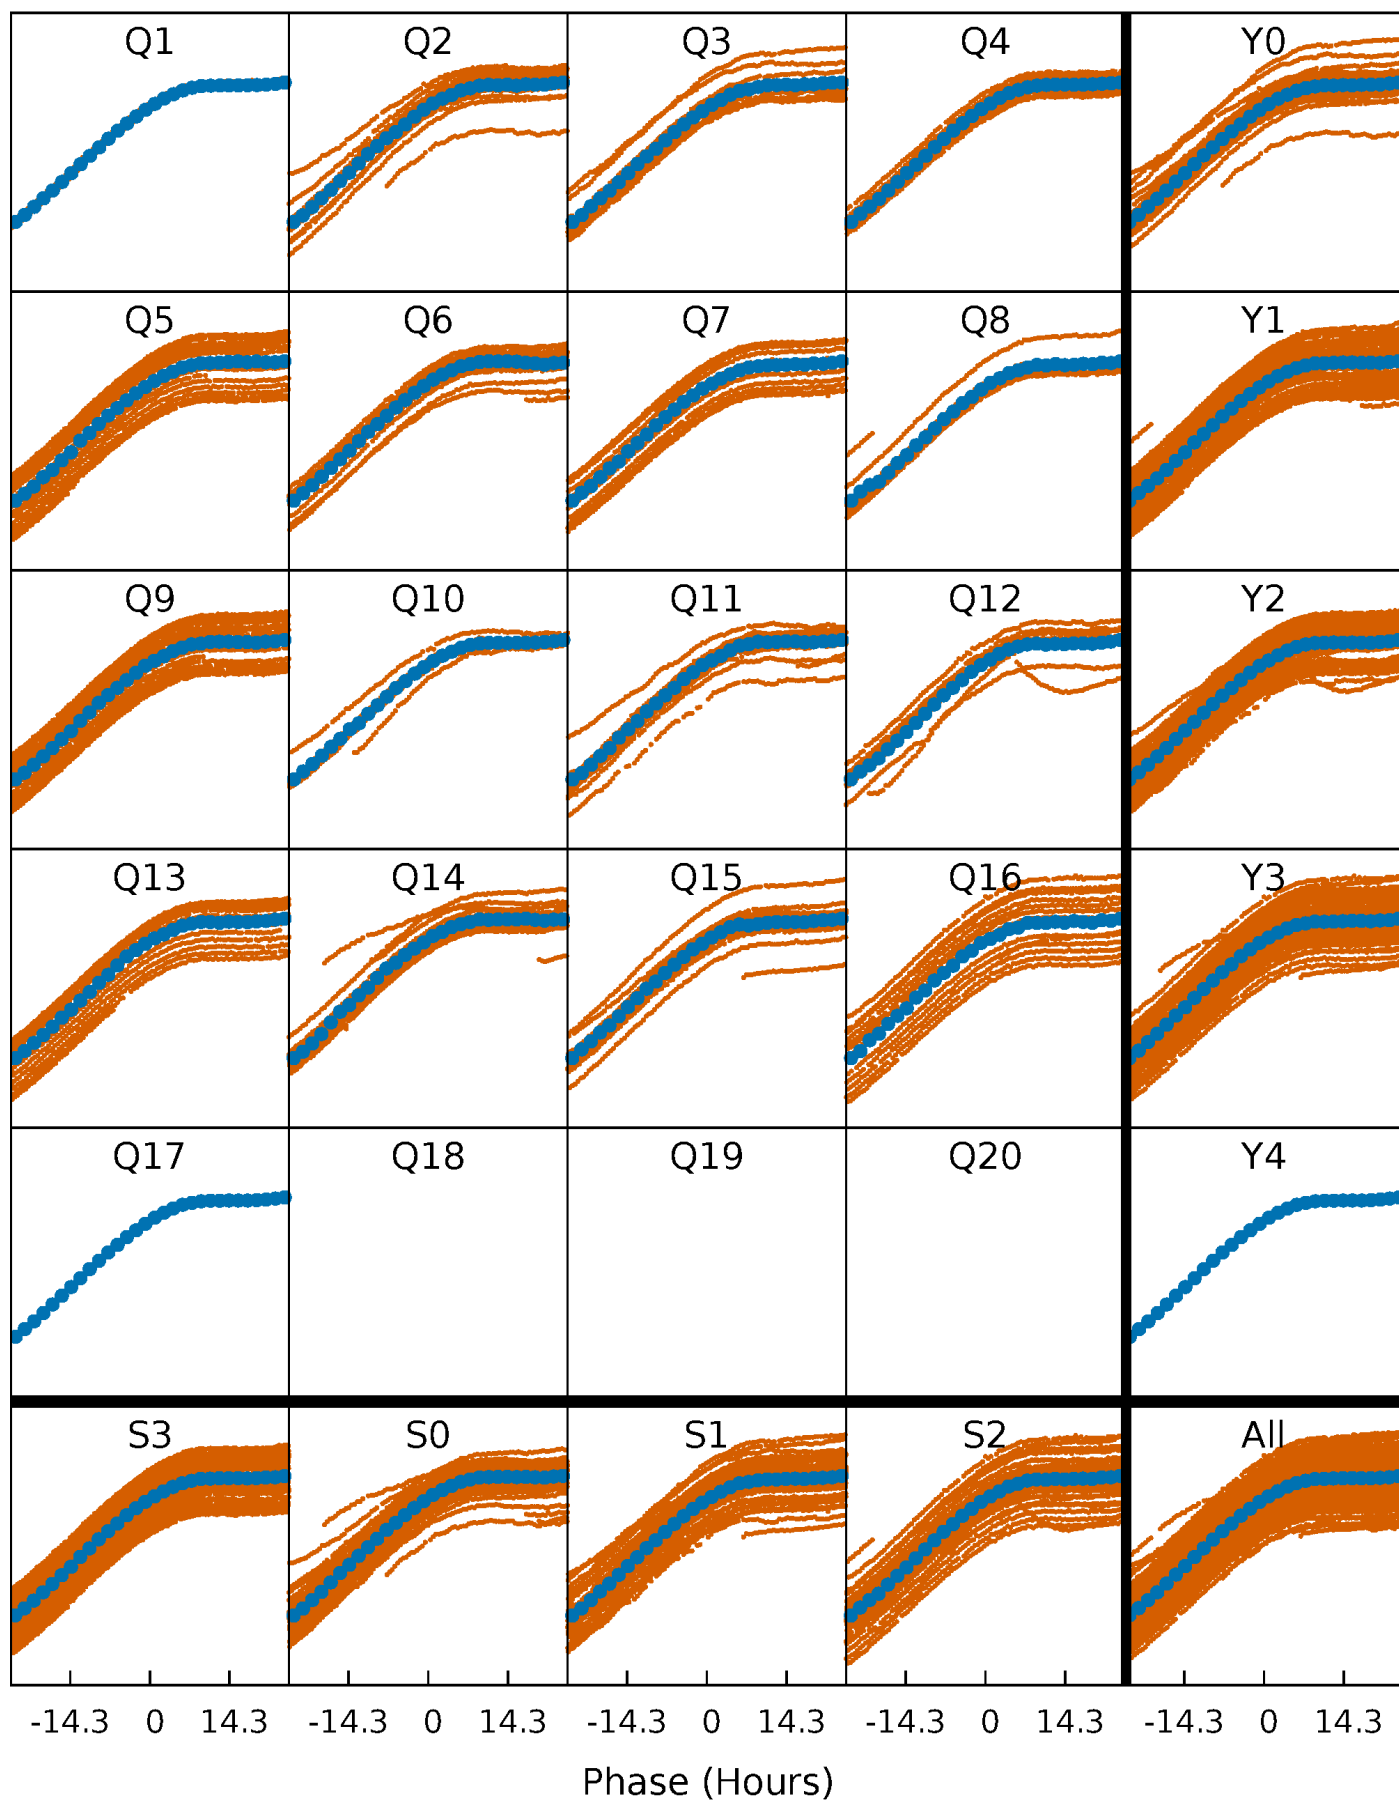 Q1 Q2 Q3 Q4 Y0
Q5 Q6 Q7 Q8 Y1
Q9 Q10 Q11 Q12 Y2
Q13 Q14 Q15 Q16 Y3
Q17 Q18 Q19 Q20 Y4
S3 S0 S1 S2 All
-14.3 0 14.3 -14.3 0 14.3 -14.3 0 14.3 -14.3 0 14.3 -14.3 0 14.3
Phase (Hours)